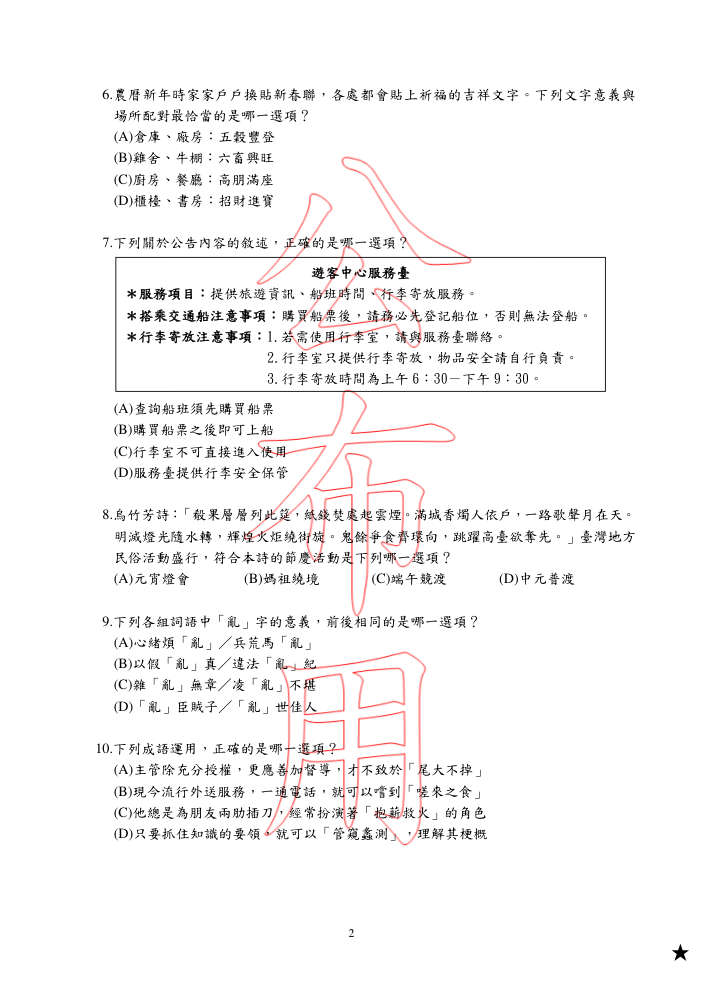 6.農曆新年時家家戶戶換貼新春聯，各處都會貼上祈福的吉祥文字。下列文字意義與
場所配對最恰當的是哪一選項？
(A)倉庫、廠房：五穀豐登
(B)雞舍、牛棚：六畜興旺
(C)廚房、餐廳：高朋滿座
(D)櫃檯、書房：招財進寶
7.下列關於公告內容的敘述，正確的是哪一選項？
遊客中心服務臺
＊服務項目：提供旅遊資訊、船班時間、行李寄放服務。
＊搭乘交通船注意事項：購買船票後，請務必先登記船位，否則無法登船。
＊行李寄放注意事項：1.若需使用行李室，請與服務臺聯絡。
2.行李室只提供行李寄放，物品安全請自行負責。
3.行李寄放時間為上午 6：30－下午 9：30。
(A)查詢船班須先購買船票
(B)購買船票之後即可上船
(C)行李室不可直接進入使用
(D)服務臺提供行李安全保管
8.烏竹芳詩：「殽果層層列此筵，紙錢焚處起雲煙。滿城香燭人依戶，一路歌聲月在天。
明滅燈光隨水轉，輝煌火炬繞街旋。鬼餘爭食齊環向，跳躍高臺欲奪先。」臺灣地方
民俗活動盛行，符合本詩的節慶活動是下列哪一選項？
(A)元宵燈會 (B)媽祖繞境 (C)端午競渡 (D)中元普渡
9.下列各組詞語中「亂」字的意義，前後相同的是哪一選項？
(A)心緒煩「亂」／兵荒馬「亂」
(B)以假「亂」真／違法「亂」紀
(C)雜「亂」無章／凌「亂」不堪
(D)「亂」臣賊子／「亂」世佳人
10.下列成語運用，正確的是哪一選項？
(A)主管除充分授權，更應善加督導，才不致於「尾大不掉」
(B)現今流行外送服務，一通電話，就可以嚐到「嗟來之食」
(C)他總是為朋友兩肋插刀，經常扮演著「抱薪救火」的角色
(D)只要抓住知識的要領，就可以「管窺蠡測」，理解其梗概
公布用
2
★